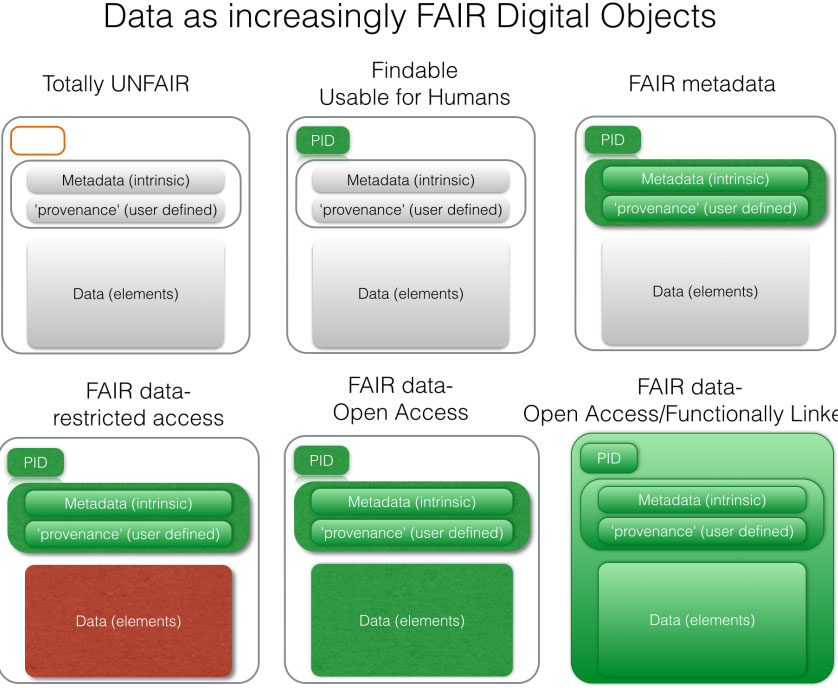 Data as increasingly FAIR Digital Objects
Totally UNFAIR
Metadata (intrinsic)
'provenance' (user defined)
Data (elements)
Findable
Usable for Humans
PID
Metadata (intrinsic)
'provenance' (user defined)
Data (elements)
FAIR metadata
PID
Metadata (intrinsic)
'provenance' (user defined)
Data (elements)
FAIR data-
restricted access
PID
Metadata (intrinsic)
'provenance' (user defined)
Data (elements)
FAIR data-
Open Access
PID
Metadata (intrinsic)
'provenance' (user defined)
Data (elements)
FAIR data-
Open Access/Functionally Linke
PID
Metadata (intrinsic)
'provenance' (user defined)
Data (elements)